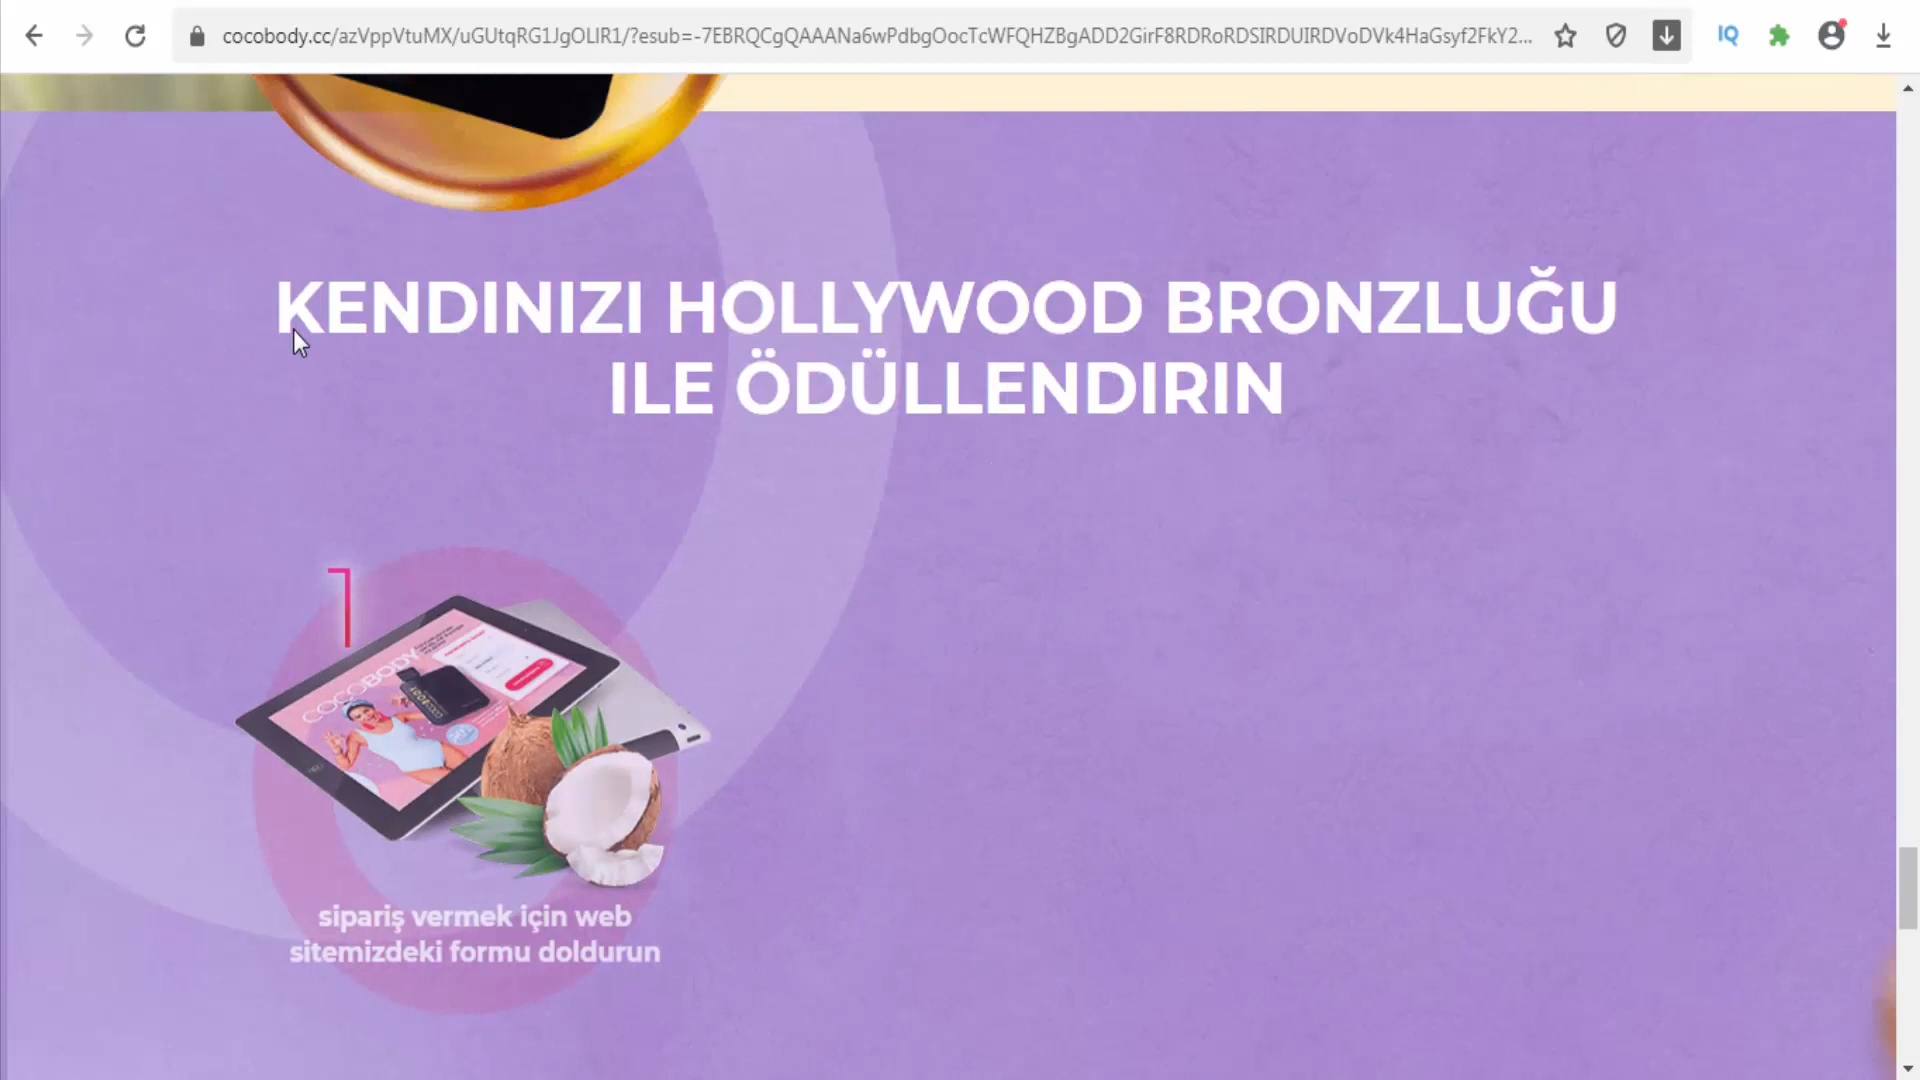 cocobody.cc/azVppVtuMX/uGUtqRG1JgOLIR1/?esub=-7EBRQCgQAAANa6wPdbgOocTcWFQHZBgADD2GirF8RDRoRDSIRDUIRDVoDVk4HaGsyf2FkY2...
IQ
KENDINIZI HOLLYWOOD BRONZLUĞU
ILE ÖDÜLLENDIRIN
1
COCOBODY
sipariş vermek için web
sitemizdeki formu doldurun